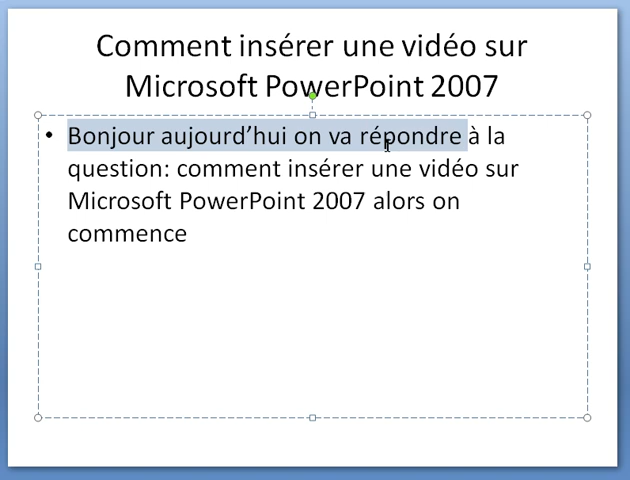 Comment insérer une vidéo sur
Microsoft PowerPoint 2007
• Bonjour aujourd’hui on va répondre à la
question: comment insérer une vidéo sur
Microsoft PowerPoint 2007 alors on
commence